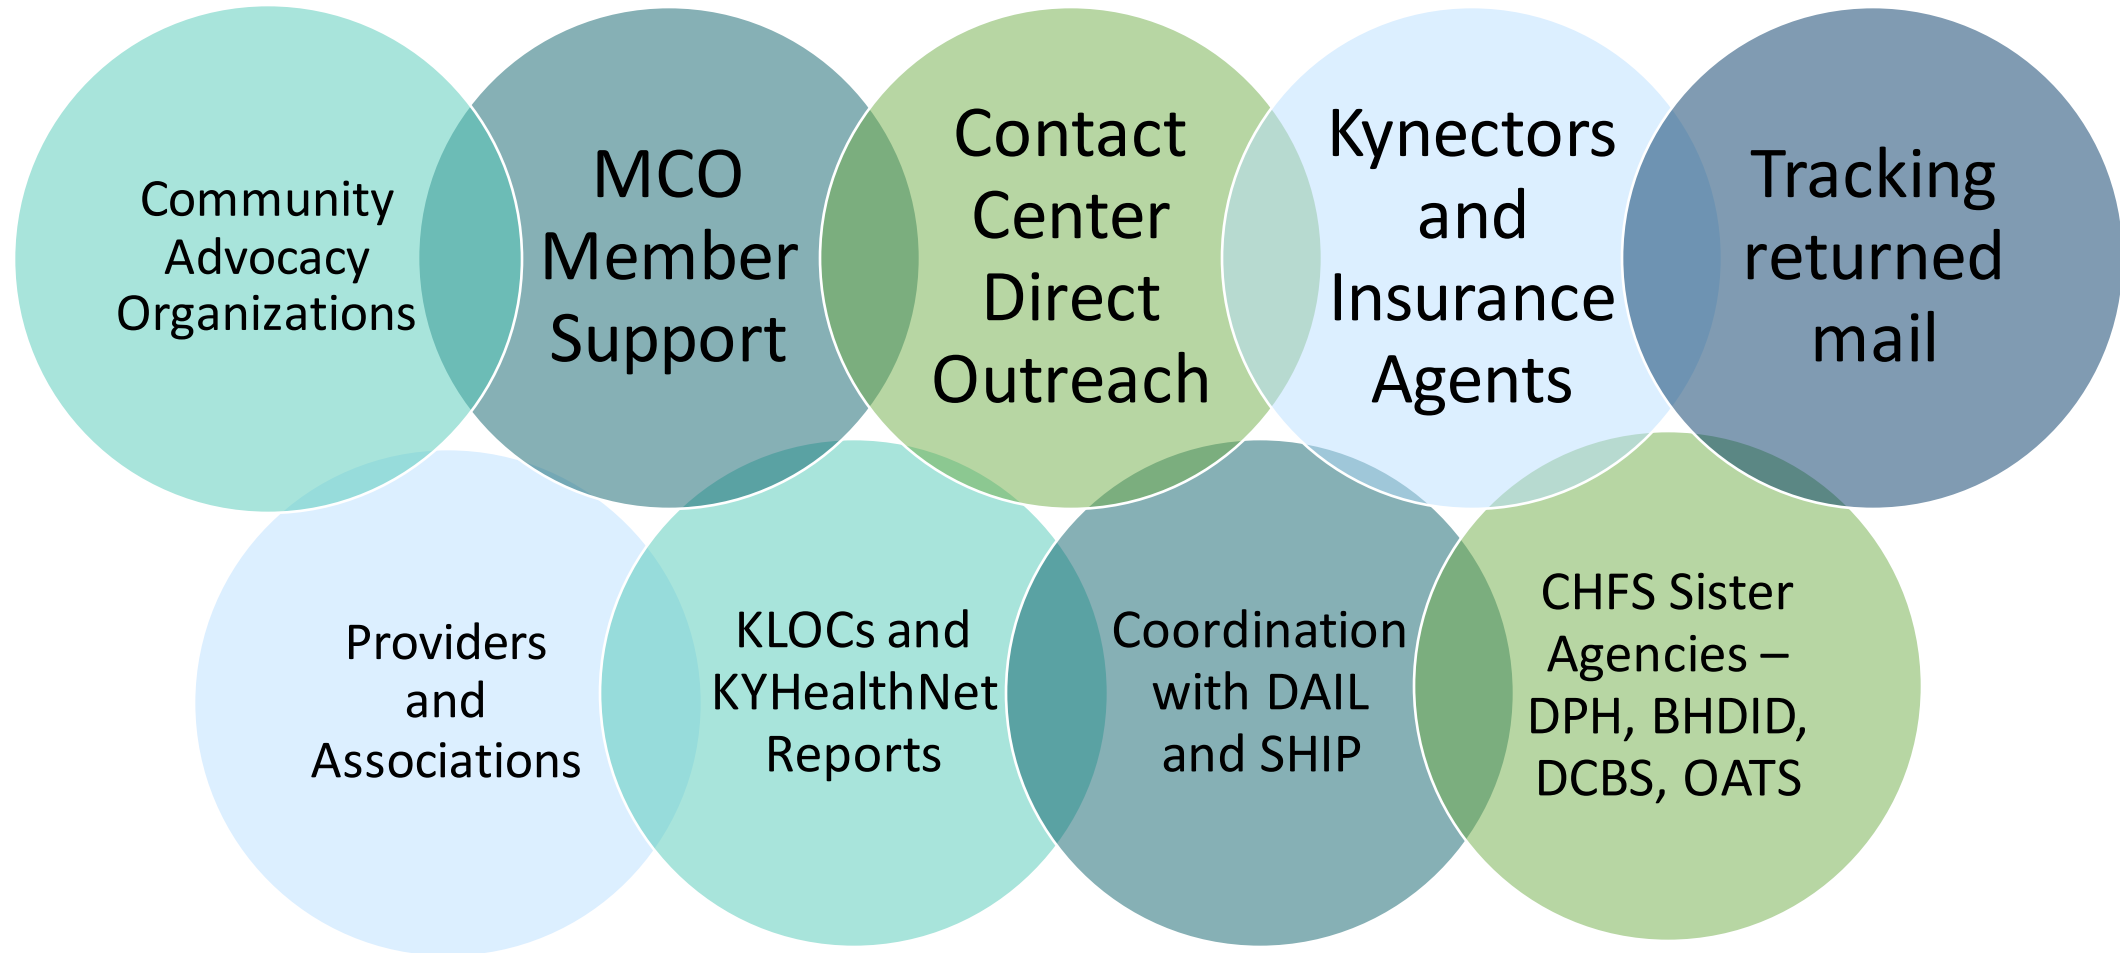 Community
Advocacy
Organizations
MCO
Member
Support
Contact
Center
Direct
Outreach
Kynectors
and
Insurance
Agents
Tracking
returned
mail
Providers
and
Associations
KLOCs and
KYHealthNet
Reports
Coordination
with DAIL
and SHIP
CHFS Sister
Agencies –
DPH, BHDID,
DCBS, OATS